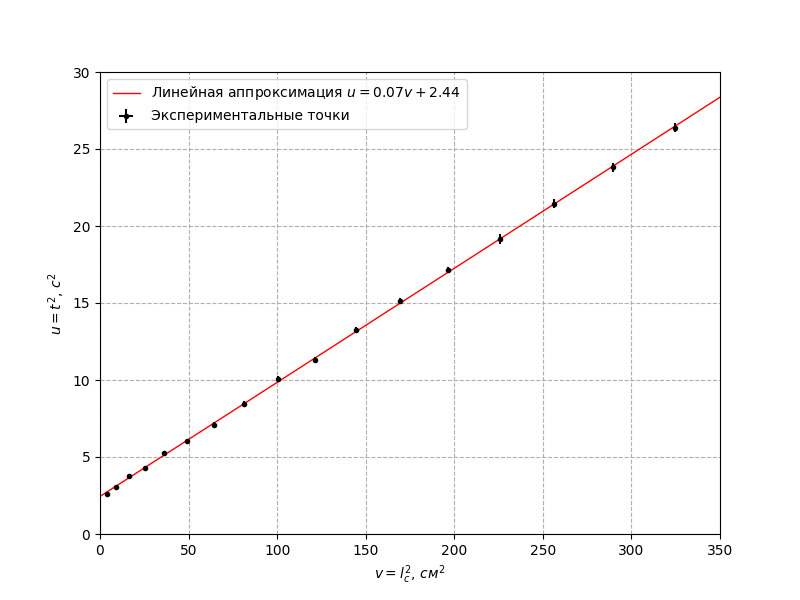 30
25
20
15
10
5
0
Линейная аппроксимация u = 0.07v + 2.44
Экспериментальные точки
u = t², с²
0 50 100 150 200 250 300 350
v = l_c², см²